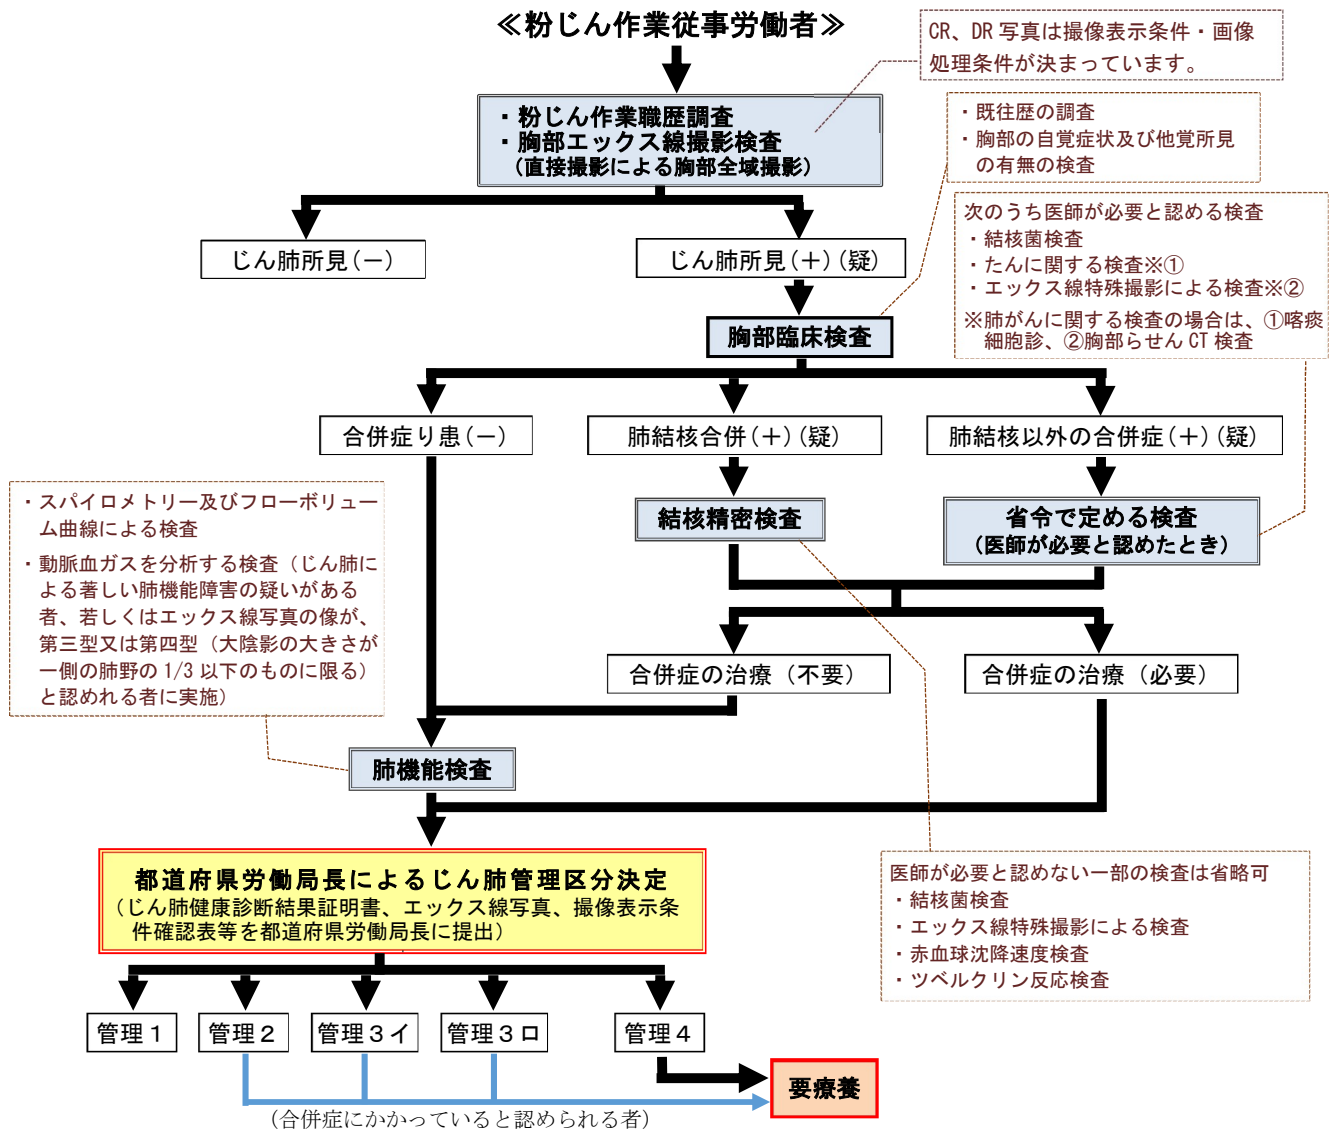 ≪粉じん作業従事労働者≫
CR、DR 写真は撮像表示条件・画像
処理条件が決まっています。
・粉じん作業職歴調査
・胸部エックス線撮影検査
（直接撮影による胸部全域撮影）
・既往歴の調査
・胸部の自覚症状及び他覚所見
の有無の検査
じん肺所見（－）
じん肺所見（＋）（疑）
次のうち医師が必要と認める検査
・結核菌検査
・たんに関する検査※①
・エックス線特殊撮影による検査※②
※肺がんに関する検査の場合は、①喀痰
細胞診、②胸部らせん CT 検査
胸部臨床検査
合併症り患（－）
肺結核合併（＋）（疑）
肺結核以外の合併症（＋）（疑）
・スパイロメトリー及びフローボリュー
ム曲線による検査
・動脈血ガスを分析する検査（じん肺に
よる著しい肺機能障害の疑いがある
者、若しくはエックス線写真の像が、
第三型又は第四型（大陰影の大きさが
一側の肺野の 1/3 以下のものに限る）
と認めれる者に実施）
結核精密検査
省令で定める検査
（医師が必要と認めたとき）
合併症の治療（不要）
合併症の治療（必要）
肺機能検査
都道府県労働局長によるじん肺管理区分決定
（じん肺健康診断結果証明書、エックス線写真、撮像表示条
件確認表等を都道府県労働局長に提出）
医師が必要と認めない一部の検査は省略可
・結核菌検査
・エックス線特殊撮影による検査
・赤血球沈降速度検査
・ツベルクリン反応検査
管理１
管理２
管理３イ
管理３ロ
管理４
要療養
（合併症にかかっていると認められる者）